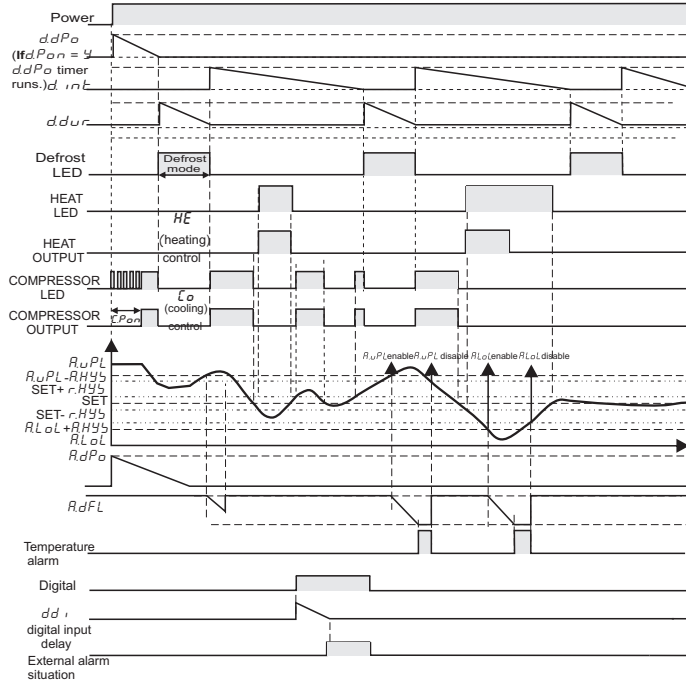 Power
d.dPo
(If d.Pon = Y
d.dPo timer
runs.) d.int
d.dur
Defrost
LED
Defrost
mode
HEAT
LED
HE
HEAT
OUTPUT
(heating)
control
COMPRESSOR
LED
Co
(cooling)
control
C.Pon
COMPRESSOR
OUTPUT
A.uPL
A.uPL enable A.uPL disable A.LoL enable A.LoL disable
A.uPL-A.HYS
SET+ r.HYS
SET
SET- r.HYS
A.LoL+A.HYS
A.LoL
A.dPo
A.dFL
Temperature
alarm
Digital
dd i
digital input
delay
External alarm
situation